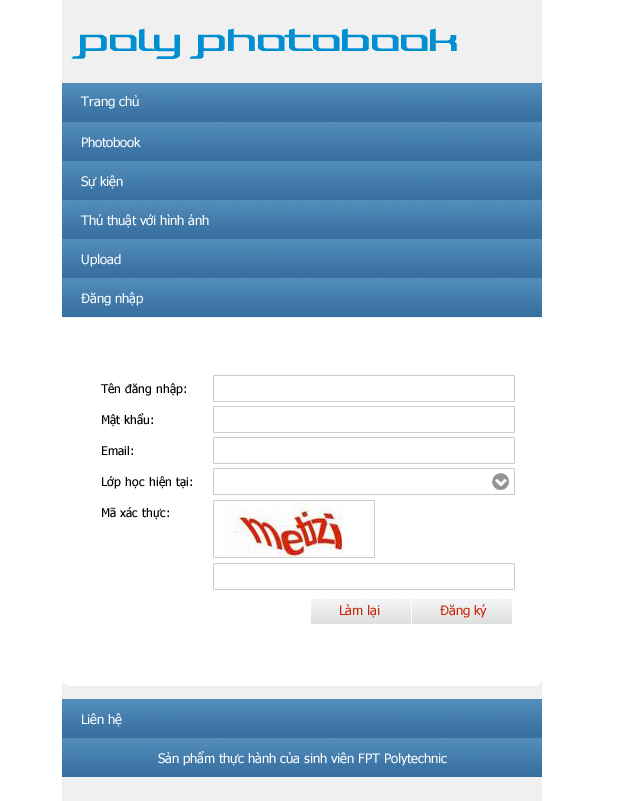 poly photobook
Trang chủ
Photobook
Sự kiện
Thủ thuật với hình ảnh
Upload
Đăng nhập
Tên đăng nhập:
Mật khẩu:
Email:
Lớp học hiện tại:
Mã xác thực:
metizi
Làm lại Đăng ký
Liên hệ
Sản phẩm thực hành của sinh viên FPT Polytechnic